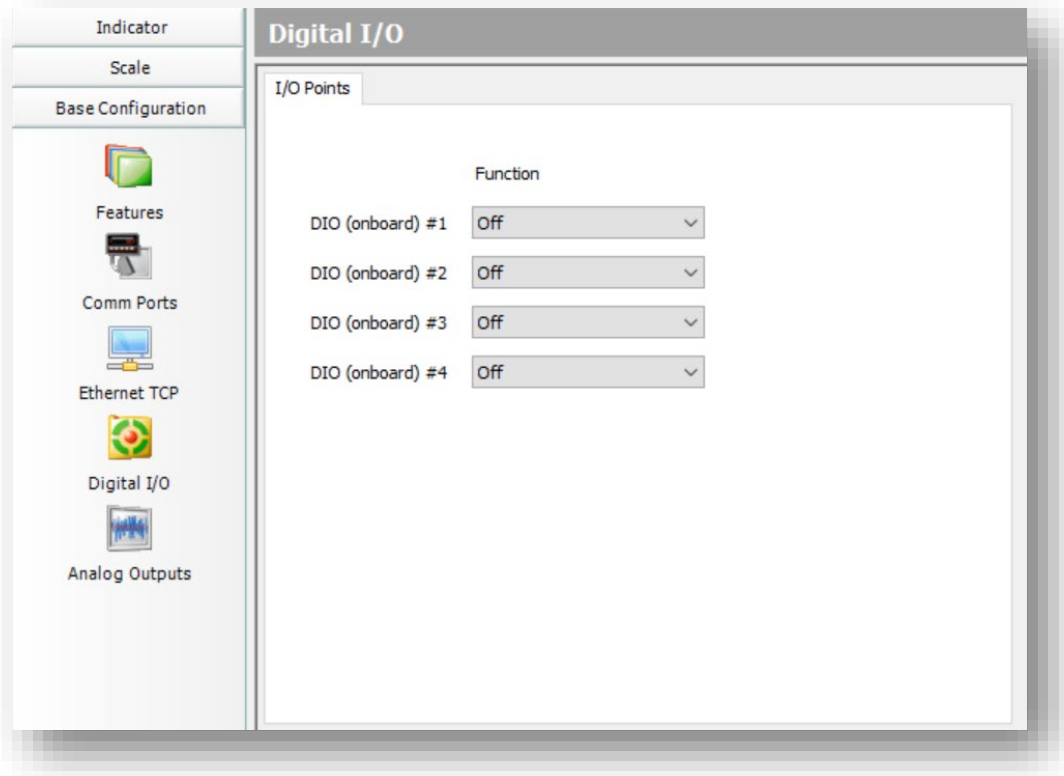 Indicator
Scale
Base Configuration
Features
Comm Ports
Ethernet TCP
Digital I/O
Analog Outputs
Digital I/O
I/O Points
Function
DIO (onboard) #1 Off
DIO (onboard) #2 Off
DIO (onboard) #3 Off
DIO (onboard) #4 Off